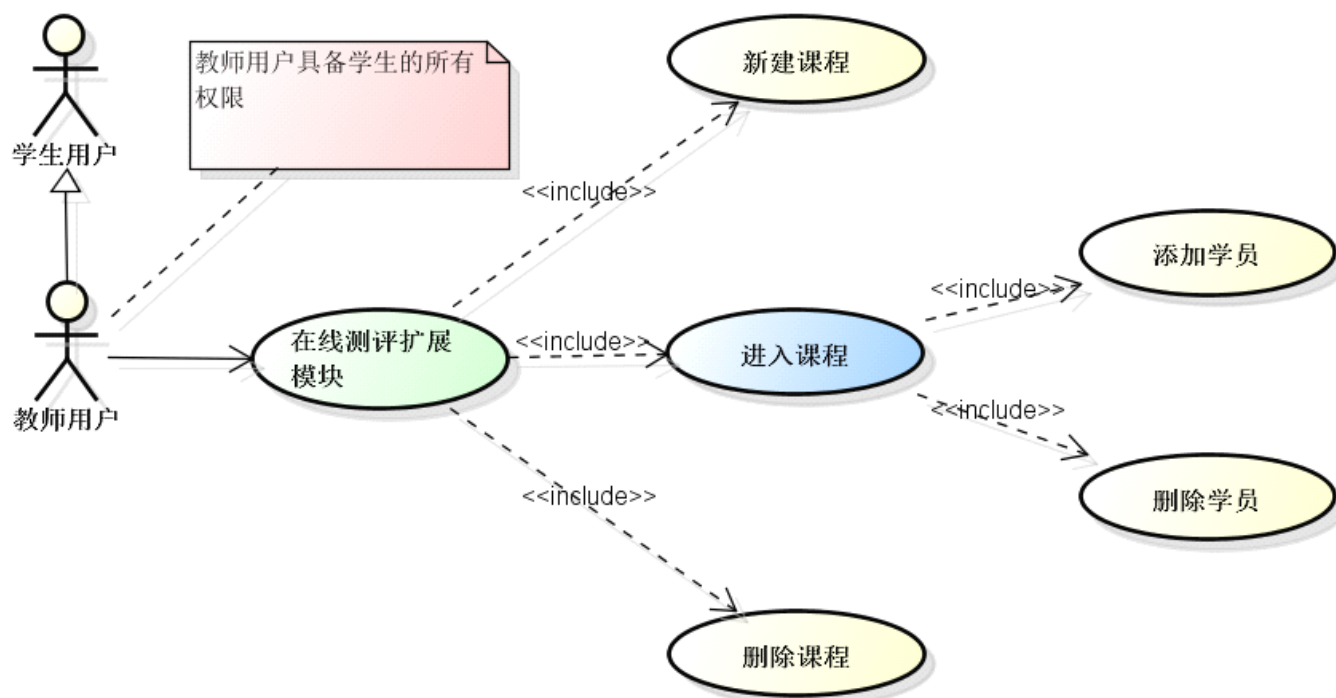 学生用户
教师用户具备学生的所有
权限
新建课程
<<include>>
添加学员
<<include>>
教师用户
在线测评扩展
模块
<<include>>
进入课程
<<include>>
删除学员
<<include>>
删除课程